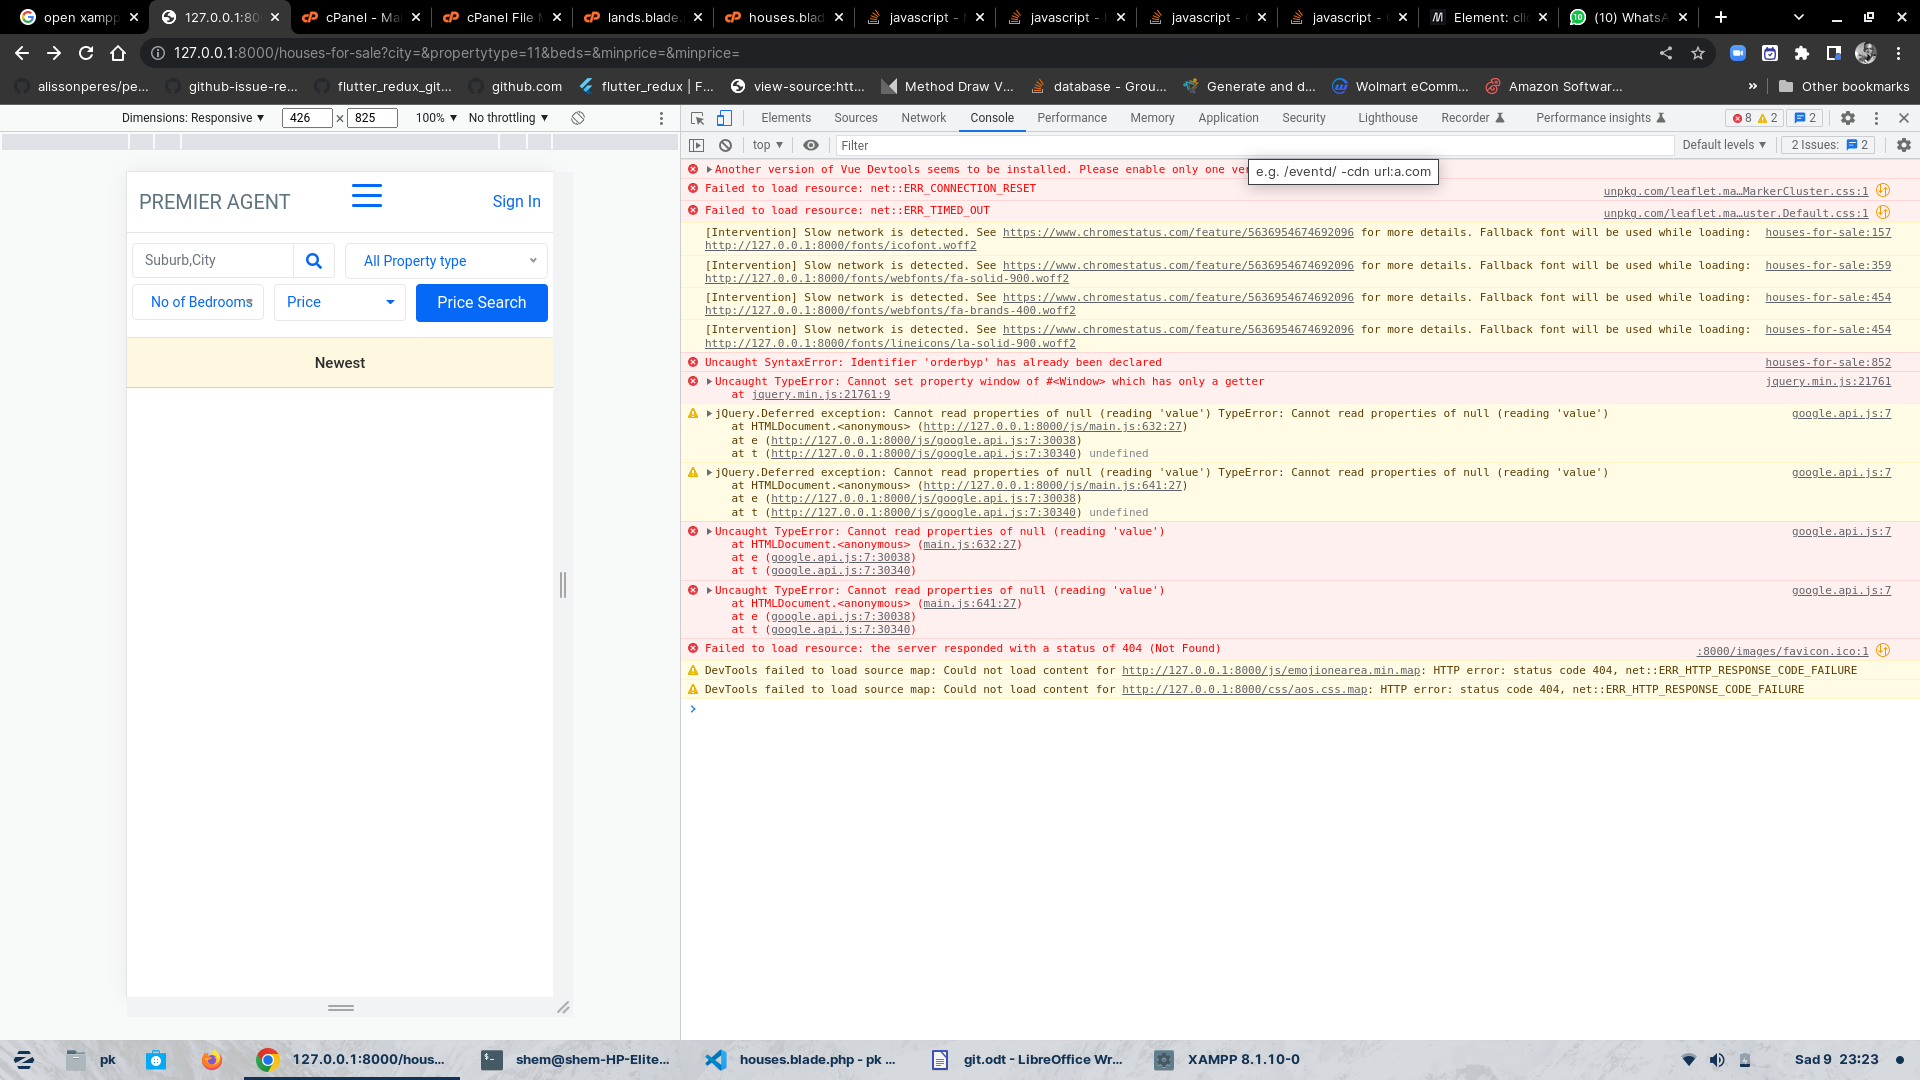 open xampp
127.0.0.1:80
cPanel - Mai
cPanel File M
lands.blade.
houses.blad
javascript -
javascript -
javascript -
javascript -
Element: cli
(10) WhatsA
127.0.0.1:8000/houses-for-sale?city=&propertytype=11&beds=&minprice=&minprice=
alissonperes/pe...
github-issue-re...
flutter_redux_git...
github.com
flutter_redux | F...
view-source:htt...
Method Draw V...
database - Grou...
Generate and d...
Wolmart eComm...
Amazon Softwar...
»
Other bookmarks
Dimensions: Responsive ▼ 426 × 825 100% ▼ No throttling ▼
Elements Sources Network Console Performance Memory Application Security Lighthouse Recorder Performance insights 8 2 2
top ▼ Filter Default levels ▼ 2 Issues: 2
e.g. /eventd/ -cdn url:a.com
PREMIER AGENT
Sign In
Suburb,City
All Property type
No of Bedrooms
Price
Price Search
Newest
Another version of Vue Devtools seems to be installed. Please enable only one ver
Failed to load resource: net::ERR_CONNECTION_RESET unpkg.com/leaflet.ma…MarkerCluster.css:1
Failed to load resource: net::ERR_TIMED_OUT unpkg.com/leaflet.ma…uster.Default.css:1
[Intervention] Slow network is detected. See https://www.chromestatus.com/feature/5636954674692096 for more details. Fallback font will be used while loading: houses-for-sale:157
http://127.0.0.1:8000/fonts/icofont.woff2
[Intervention] Slow network is detected. See https://www.chromestatus.com/feature/5636954674692096 for more details. Fallback font will be used while loading: houses-for-sale:359
http://127.0.0.1:8000/fonts/webfonts/fa-solid-900.woff2
[Intervention] Slow network is detected. See https://www.chromestatus.com/feature/5636954674692096 for more details. Fallback font will be used while loading: houses-for-sale:454
http://127.0.0.1:8000/fonts/webfonts/fa-brands-400.woff2
[Intervention] Slow network is detected. See https://www.chromestatus.com/feature/5636954674692096 for more details. Fallback font will be used while loading: houses-for-sale:454
http://127.0.0.1:8000/fonts/lineicons/la-solid-900.woff2
Uncaught SyntaxError: Identifier 'orderbyp' has already been declared houses-for-sale:852
Uncaught TypeError: Cannot set property window of #<Window> which has only a getter jquery.min.js:21761
at jquery.min.js:21761:9
jQuery.Deferred exception: Cannot read properties of null (reading 'value') TypeError: Cannot read properties of null (reading 'value') google.api.js:7
at HTMLDocument.<anonymous> (http://127.0.0.1:8000/js/main.js:632:27)
at e (http://127.0.0.1:8000/js/google.api.js:7:30038)
at t (http://127.0.0.1:8000/js/google.api.js:7:30340) undefined
jQuery.Deferred exception: Cannot read properties of null (reading 'value') TypeError: Cannot read properties of null (reading 'value') google.api.js:7
at HTMLDocument.<anonymous> (http://127.0.0.1:8000/js/main.js:641:27)
at e (http://127.0.0.1:8000/js/google.api.js:7:30038)
at t (http://127.0.0.1:8000/js/google.api.js:7:30340) undefined
Uncaught TypeError: Cannot read properties of null (reading 'value') google.api.js:7
at HTMLDocument.<anonymous> (main.js:632:27)
at e (google.api.js:7:30038)
at t (google.api.js:7:30340)
Uncaught TypeError: Cannot read properties of null (reading 'value') google.api.js:7
at HTMLDocument.<anonymous> (main.js:641:27)
at e (google.api.js:7:30038)
at t (google.api.js:7:30340)
Failed to load resource: the server responded with a status of 404 (Not Found) :8000/images/favicon.ico:1
DevTools failed to load source map: Could not load content for http://127.0.0.1:8000/js/emojionearea.min.map: HTTP error: status code 404, net::ERR_HTTP_RESPONSE_CODE_FAILURE
DevTools failed to load source map: Could not load content for http://127.0.0.1:8000/css/aos.css.map: HTTP error: status code 404, net::ERR_HTTP_RESPONSE_CODE_FAILURE
pk
127.0.0.1:8000/hous...
shem@shem-HP-Elite...
houses.blade.php - pk ...
git.odt - LibreOffice Wr...
XAMPP 8.1.10-0
Sad 9 23:23